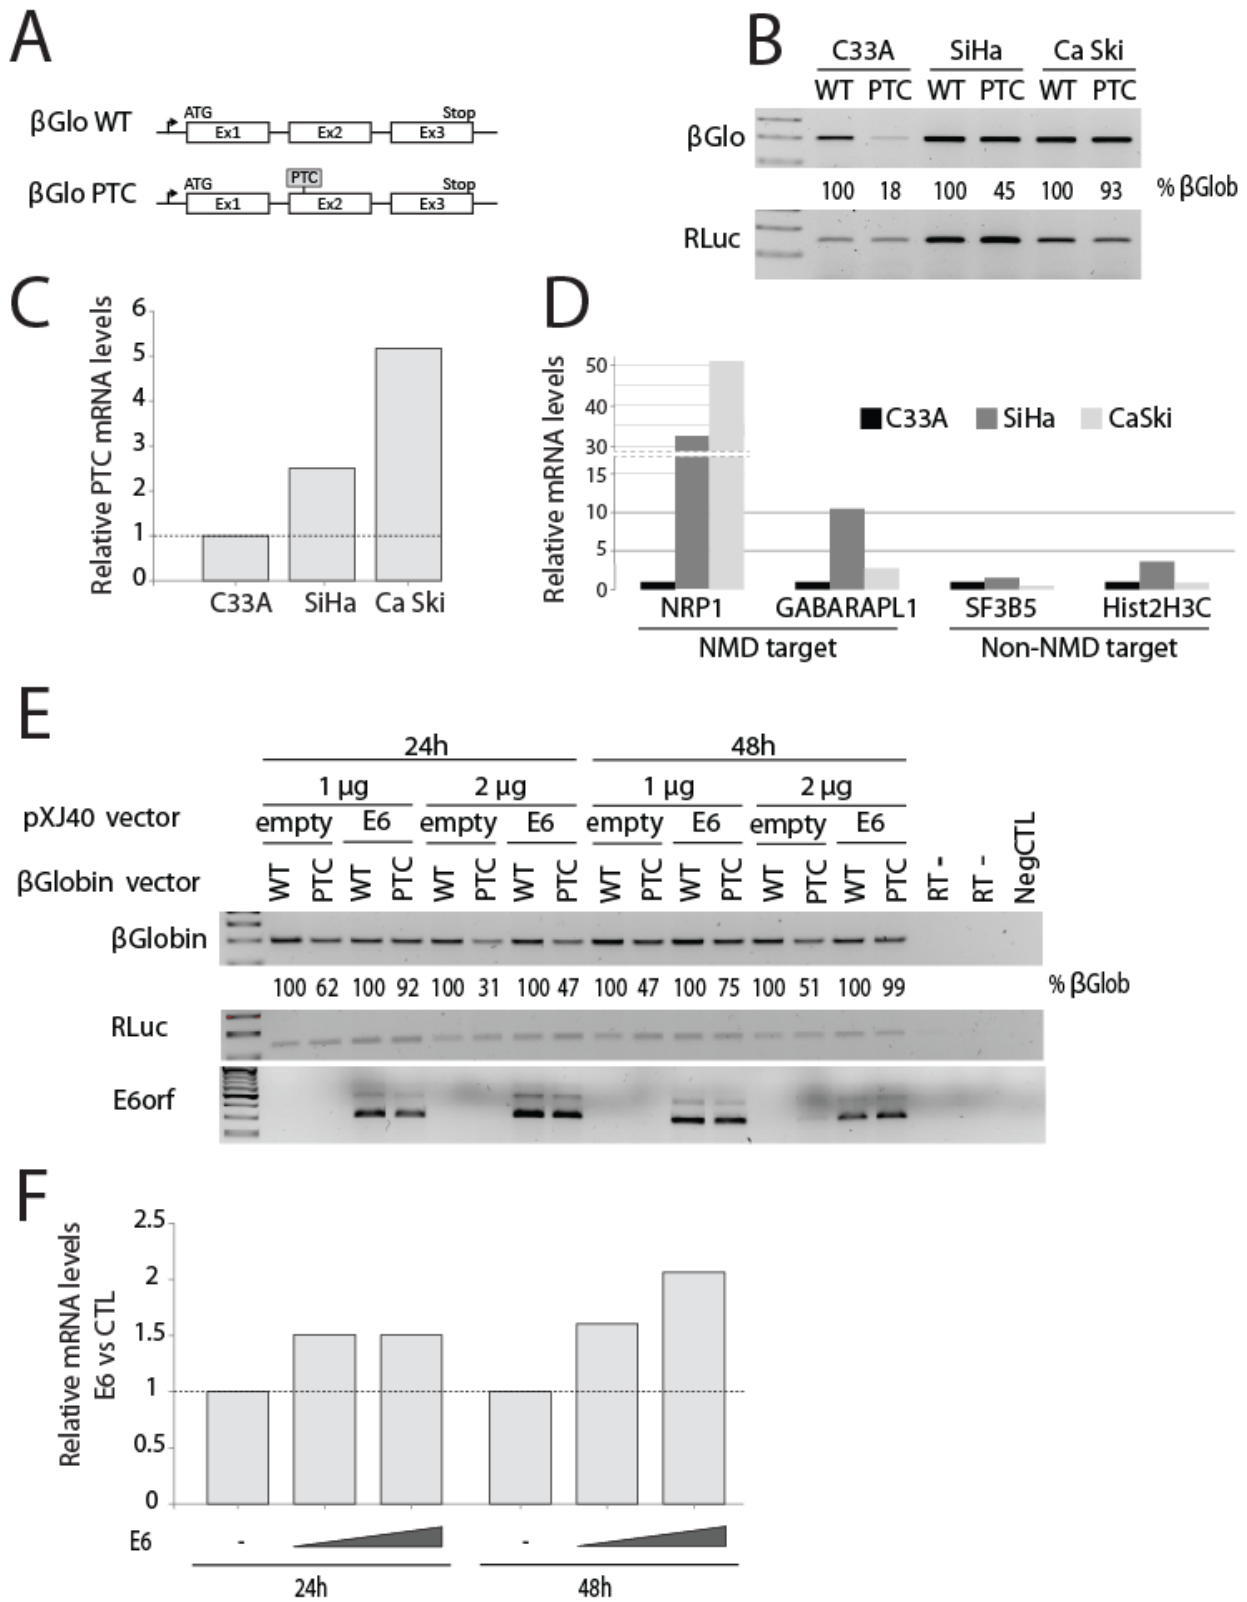 A
βGlo WT
ATG
Stop
Ex1 Ex2 Ex3
βGlo PTC
ATG
PTC
Stop
Ex1 Ex2 Ex3
B
C33A SiHa Ca Ski
WT PTC WT PTC WT PTC
βGlo
100 18 100 45 100 93 % βGlob
RLuc
C
Relative PTC mRNA levels
6
5
4
3
2
1
0
C33A SiHa Ca Ski
D
Relative mRNA levels
50
40
30
15
10
5
0
C33A SiHa CaSki
NRP1 GABARAPL1 SF3B5 Hist2H3C
NMD target Non-NMD target
E
24h 48h
1 µg 2 µg 1 µg 2 µg
pXJ40 vector empty E6 empty E6 empty E6 empty E6
βGlobin vector WT PTC WT PTC WT PTC WT PTC WT PTC WT PTC WT PTC WT PTC RT - RT - NegCTL
βGlobin
100 62 100 92 100 31 100 47 100 47 100 75 100 51 100 99 % βGlob
RLuc
E6orf
F
Relative mRNA levels
E6 vs CTL
2.5
2
1.5
1
0.5
0
E6 - -
24h 48h